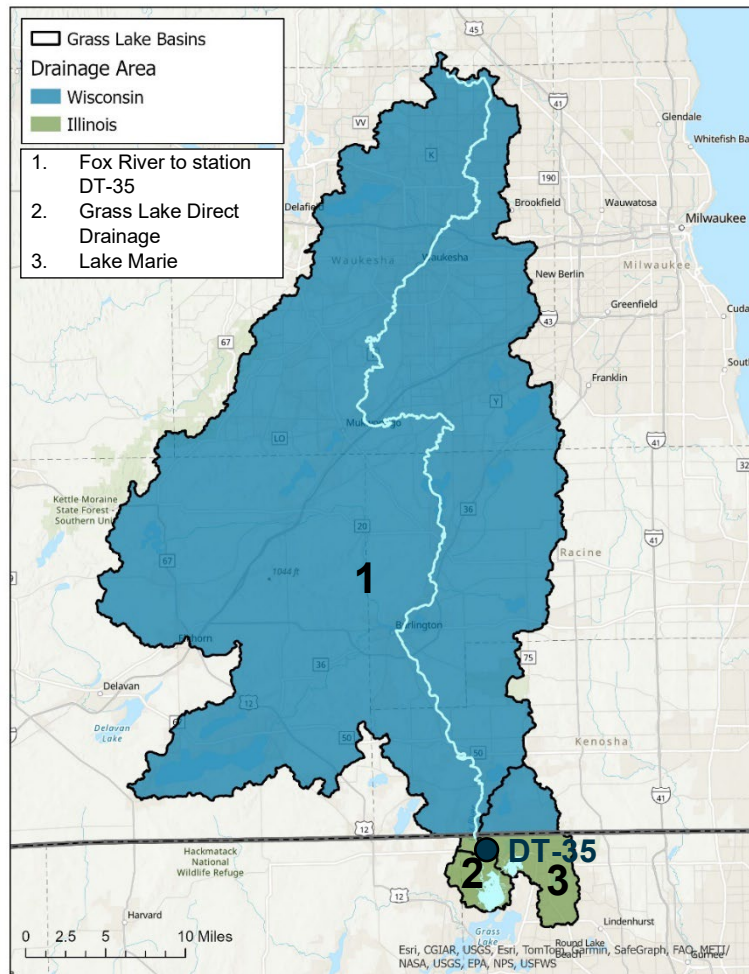 Grass Lake Basins
Drainage Area
Wisconsin
Illinois
1. Fox River to station
DT-35
2. Grass Lake Direct
Drainage
3. Lake Marie
45
41
VV
K
Glendale
Whitefish Ba
190
Delafield
Brookfield
Wauwatosa
Milwaukee
Waukesha
Waukesha
Milwaukee
New Berlin
Greenfield
Cuda
43
67
South
Franklin
Y
LO
41
32
Kettle Moraine
State Forest -
Southern Uni
36
20
67
Racine
41
1044 ft
1
Burlington
36
75
Delavan
12
Delavan
Lake
50
50
Kenosha
41
12
Hackmatack
National
Wildlife Refuge
DT-35
2
3
12
Harvard
Grass
Lake
Lindenhurst
Round Lake
Beach
Gurnee
0 2.5 5 10 Miles
Esri, CGIAR, USGS, Esri, TomTom, Garmin, SafeGraph, FAO, METI/
NASA, USGS, EPA, NPS, USFWS